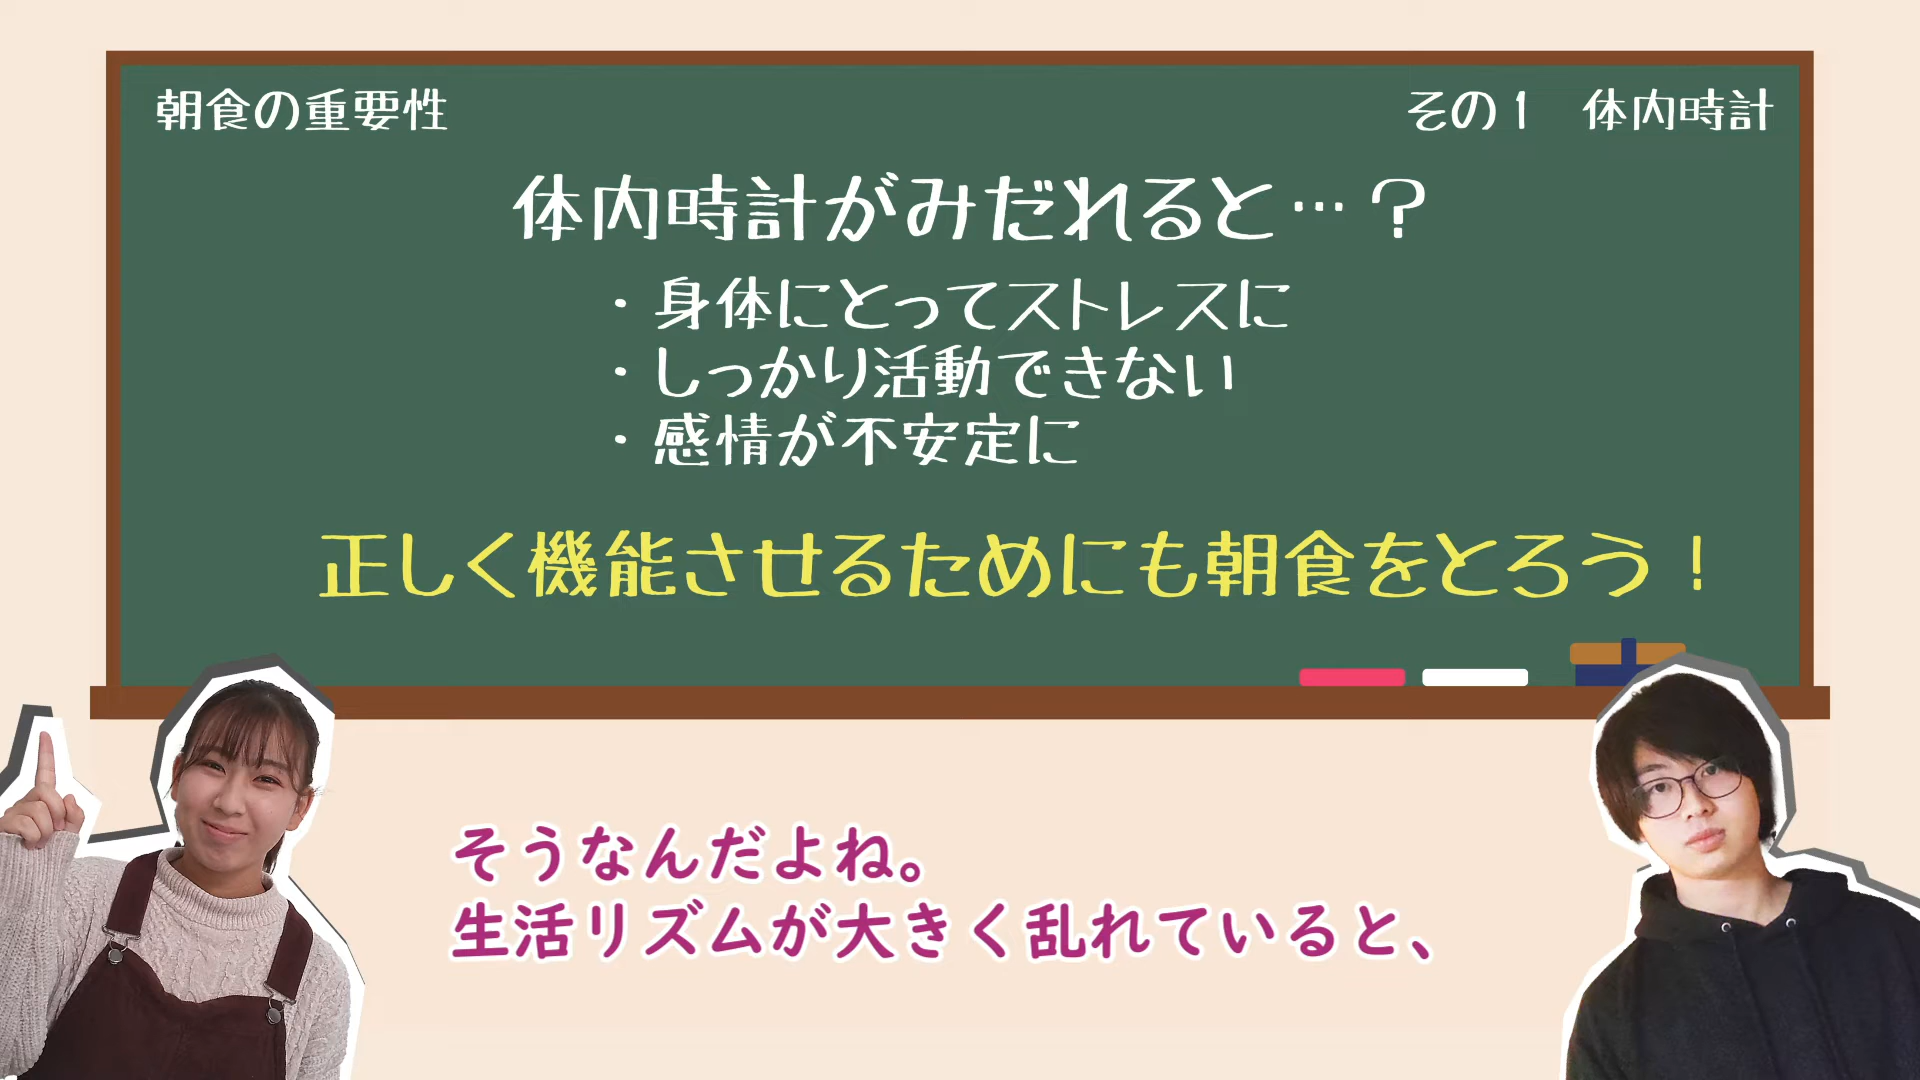 朝食の重要性
その1　体内時計
体内時計がみだれると…？
・身体にとってストレスに
・しっかり活動できない
・感情が不安定に
正しく機能させるためにも朝食をとろう！
そうなんだよね。
生活リズムが大きく乱れていると、